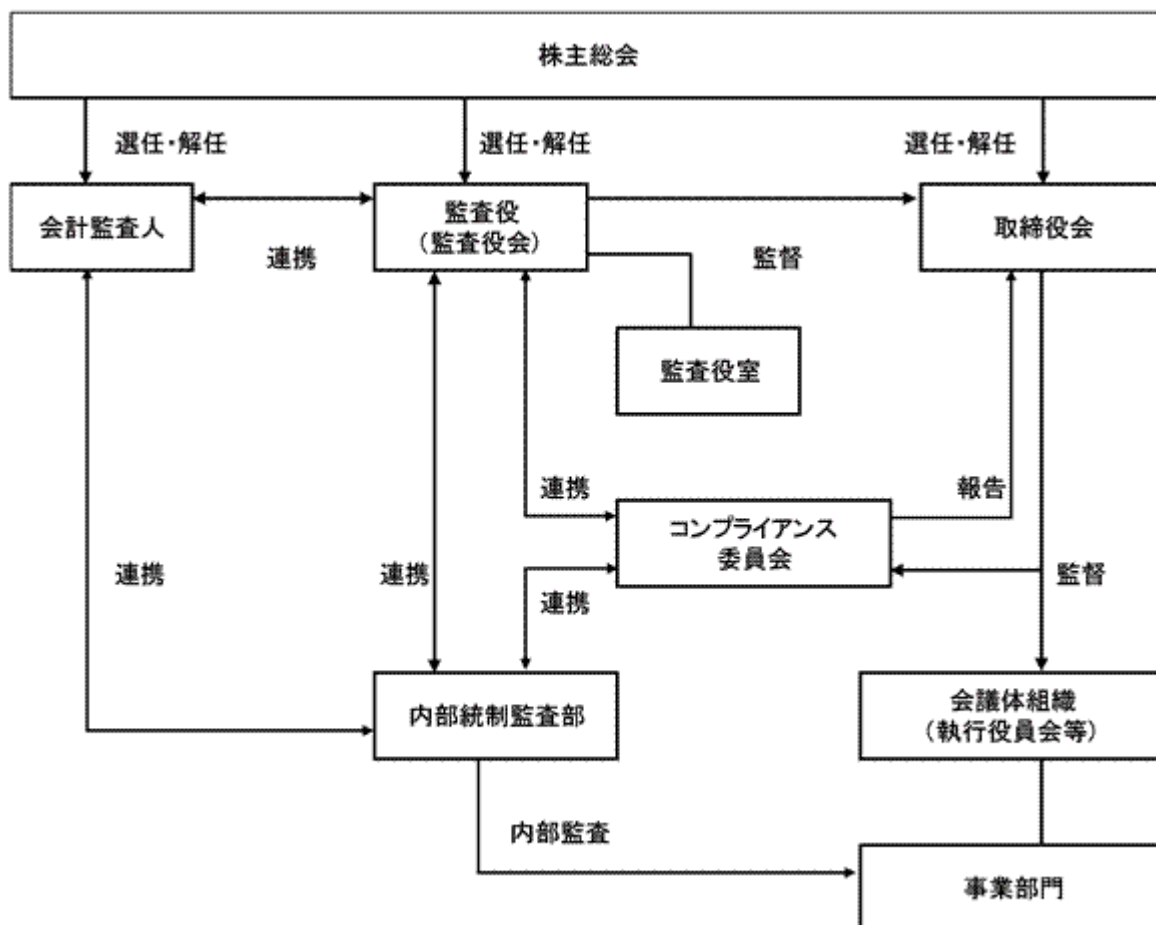 株主総会
選任・解任
選任・解任
選任・解任
会計監査人
監査役
（監査役会）
取締役会
連携
監督
監査役室
連携
報告
コンプライアンス
委員会
連携
連携
連携
監督
内部統制監査部
会議体組織
（執行役員会等）
内部監査
事業部門